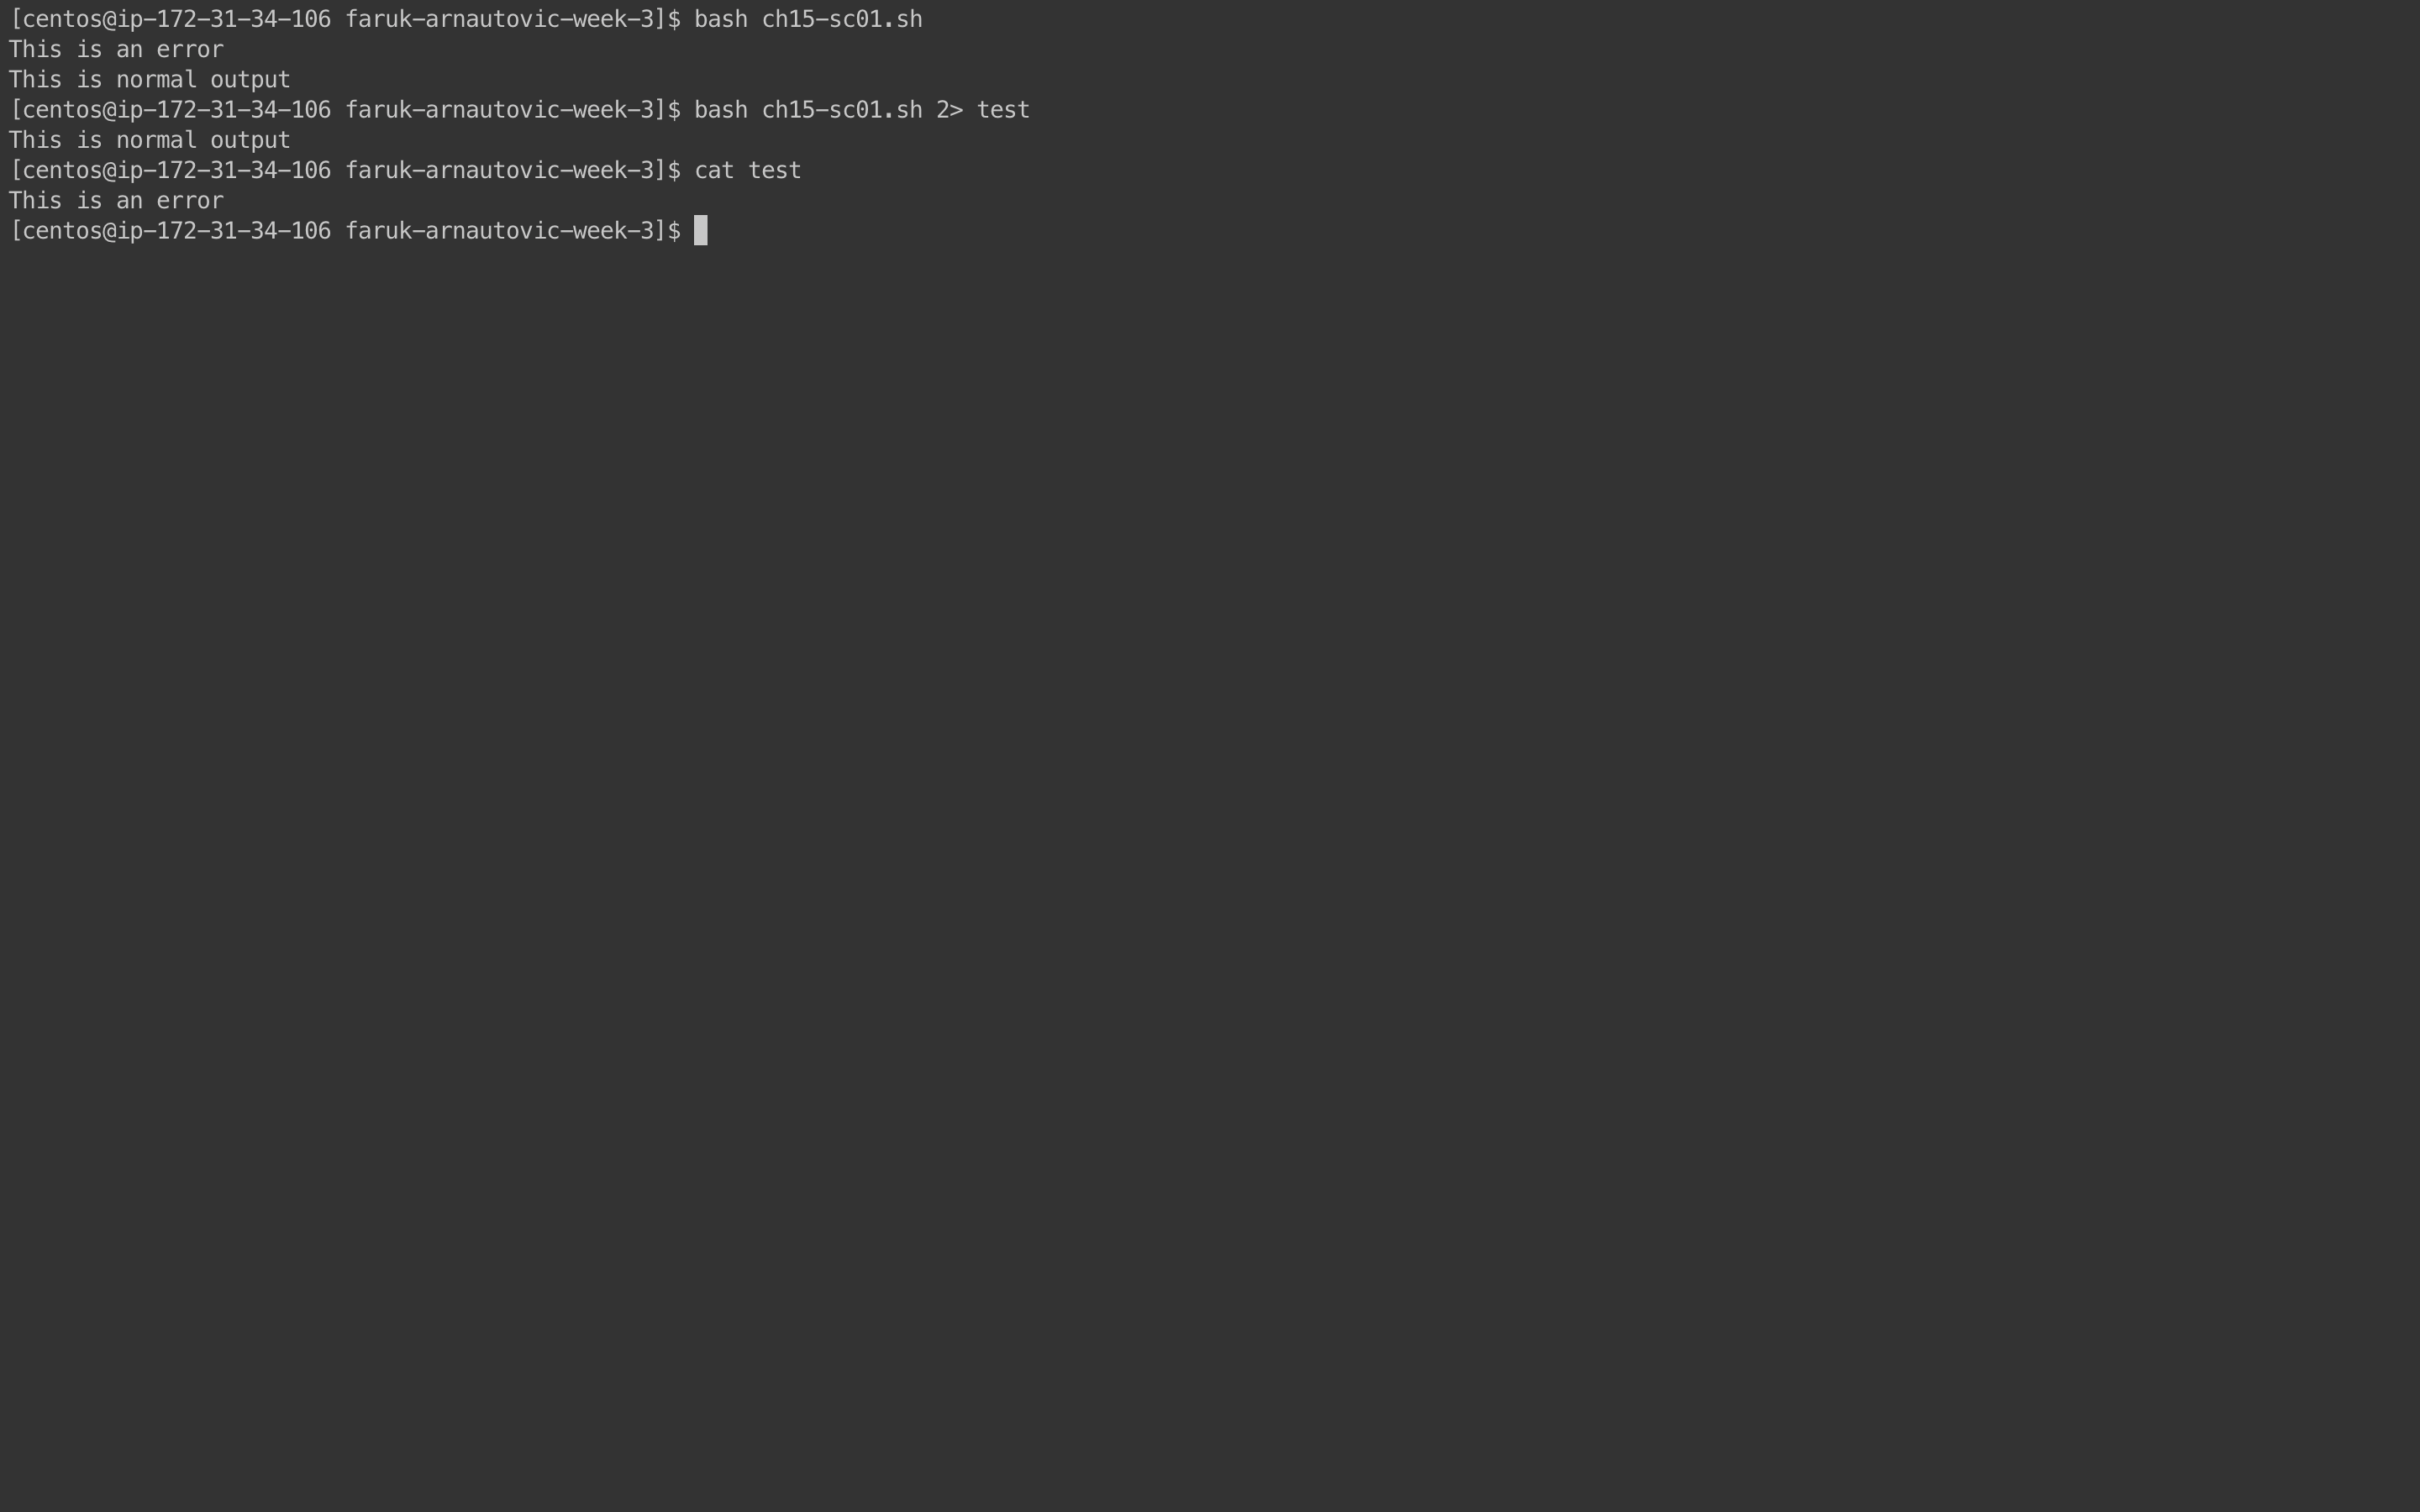 [centos@ip-172-31-34-106 faruk-arnautovic-week-3]$ bash ch15-sc01.sh
This is an error
This is normal output
[centos@ip-172-31-34-106 faruk-arnautovic-week-3]$ bash ch15-sc01.sh 2> test
This is normal output
[centos@ip-172-31-34-106 faruk-arnautovic-week-3]$ cat test
This is an error
[centos@ip-172-31-34-106 faruk-arnautovic-week-3]$